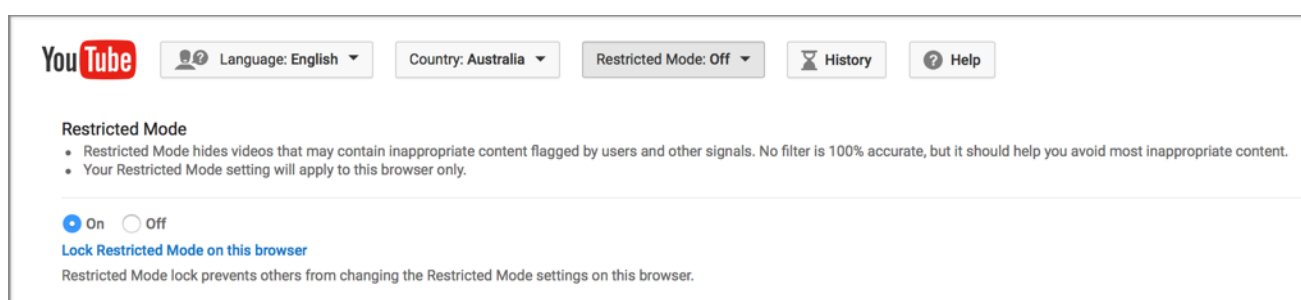 YouTube Language: English Country: Australia Restricted Mode: Off History Help
Restricted Mode
• Restricted Mode hides videos that may contain inappropriate content flagged by users and other signals. No filter is 100% accurate, but it should help you avoid most inappropriate content.
• Your Restricted Mode setting will apply to this browser only.
On Off
Lock Restricted Mode on this browser
Restricted Mode lock prevents others from changing the Restricted Mode settings on this browser.